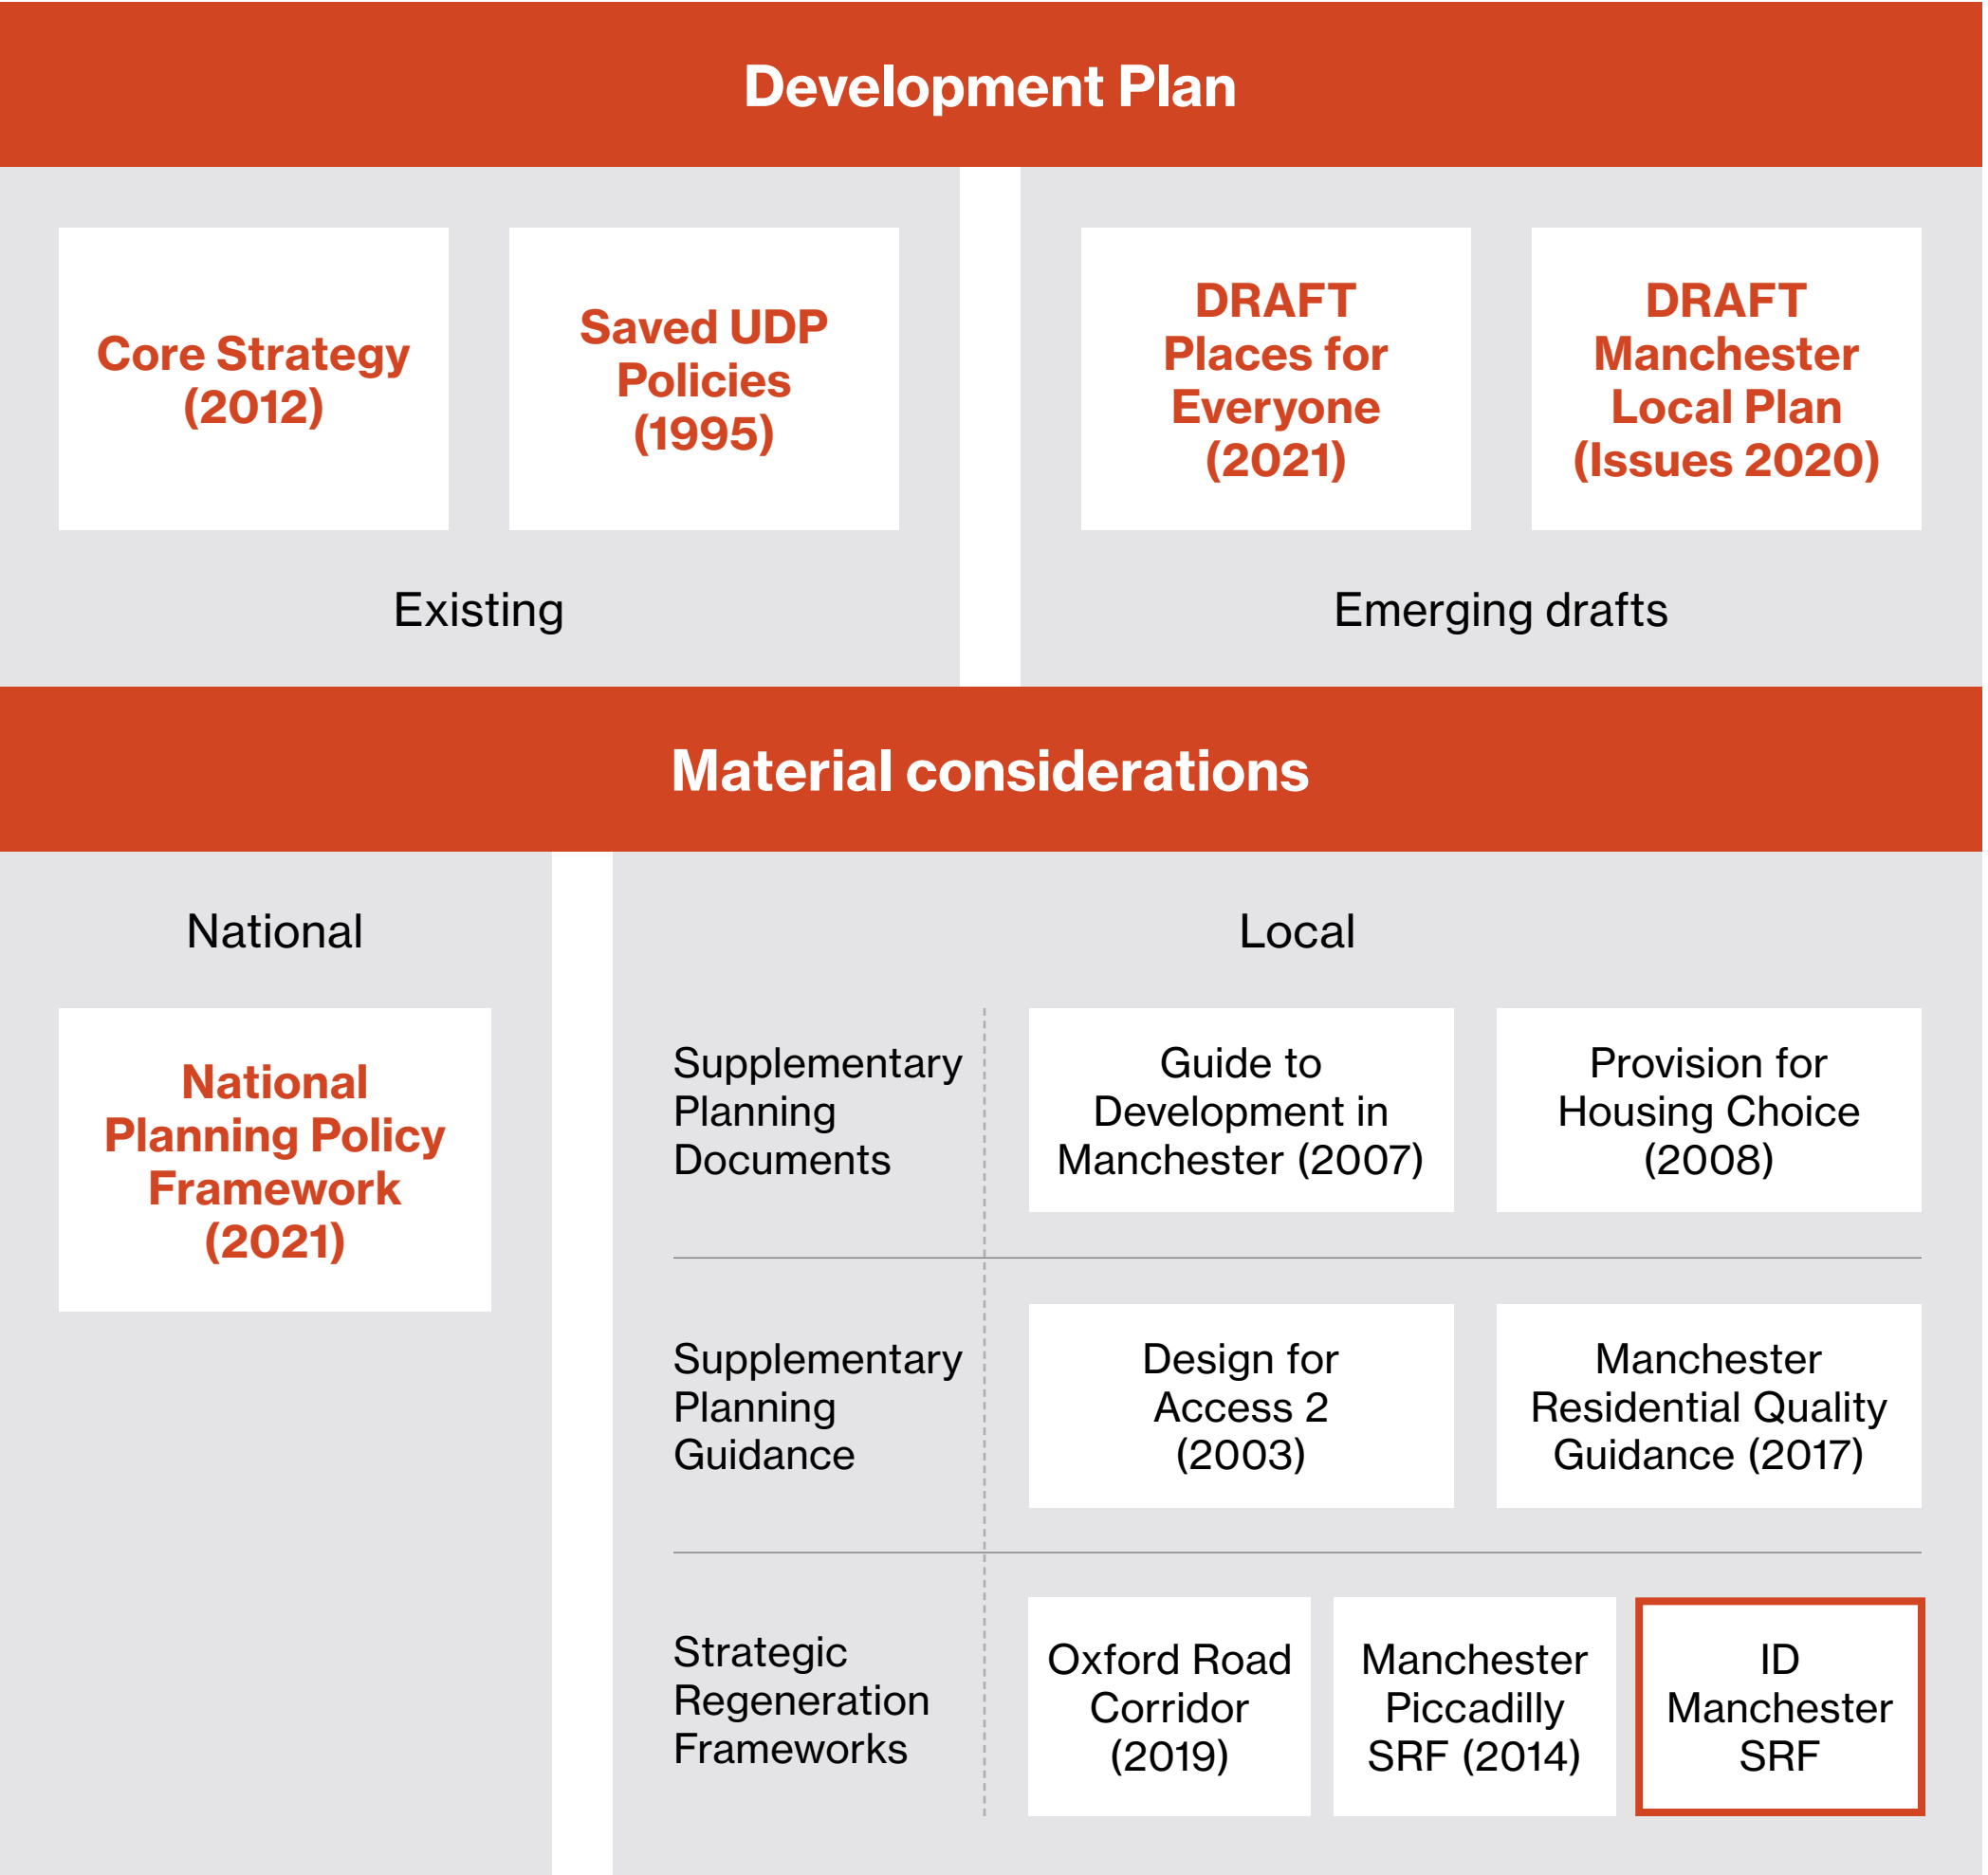 Development Plan
Core Strategy
(2012)
Saved UDP
Policies
(1995)
Existing
DRAFT
Places for
Everyone
(2021)
DRAFT
Manchester
Local Plan
(Issues 2020)
Emerging drafts
Material considerations
National
National
Planning Policy
Framework
(2021)
Local
Supplementary
Planning
Documents
Guide to
Development in
Manchester (2007)
Provision for
Housing Choice
(2008)
Supplementary
Planning
Guidance
Design for
Access 2
(2003)
Manchester
Residential Quality
Guidance (2017)
Strategic
Regeneration
Frameworks
Oxford Road
Corridor
(2019)
Manchester
Piccadilly
SRF (2014)
ID
Manchester
SRF